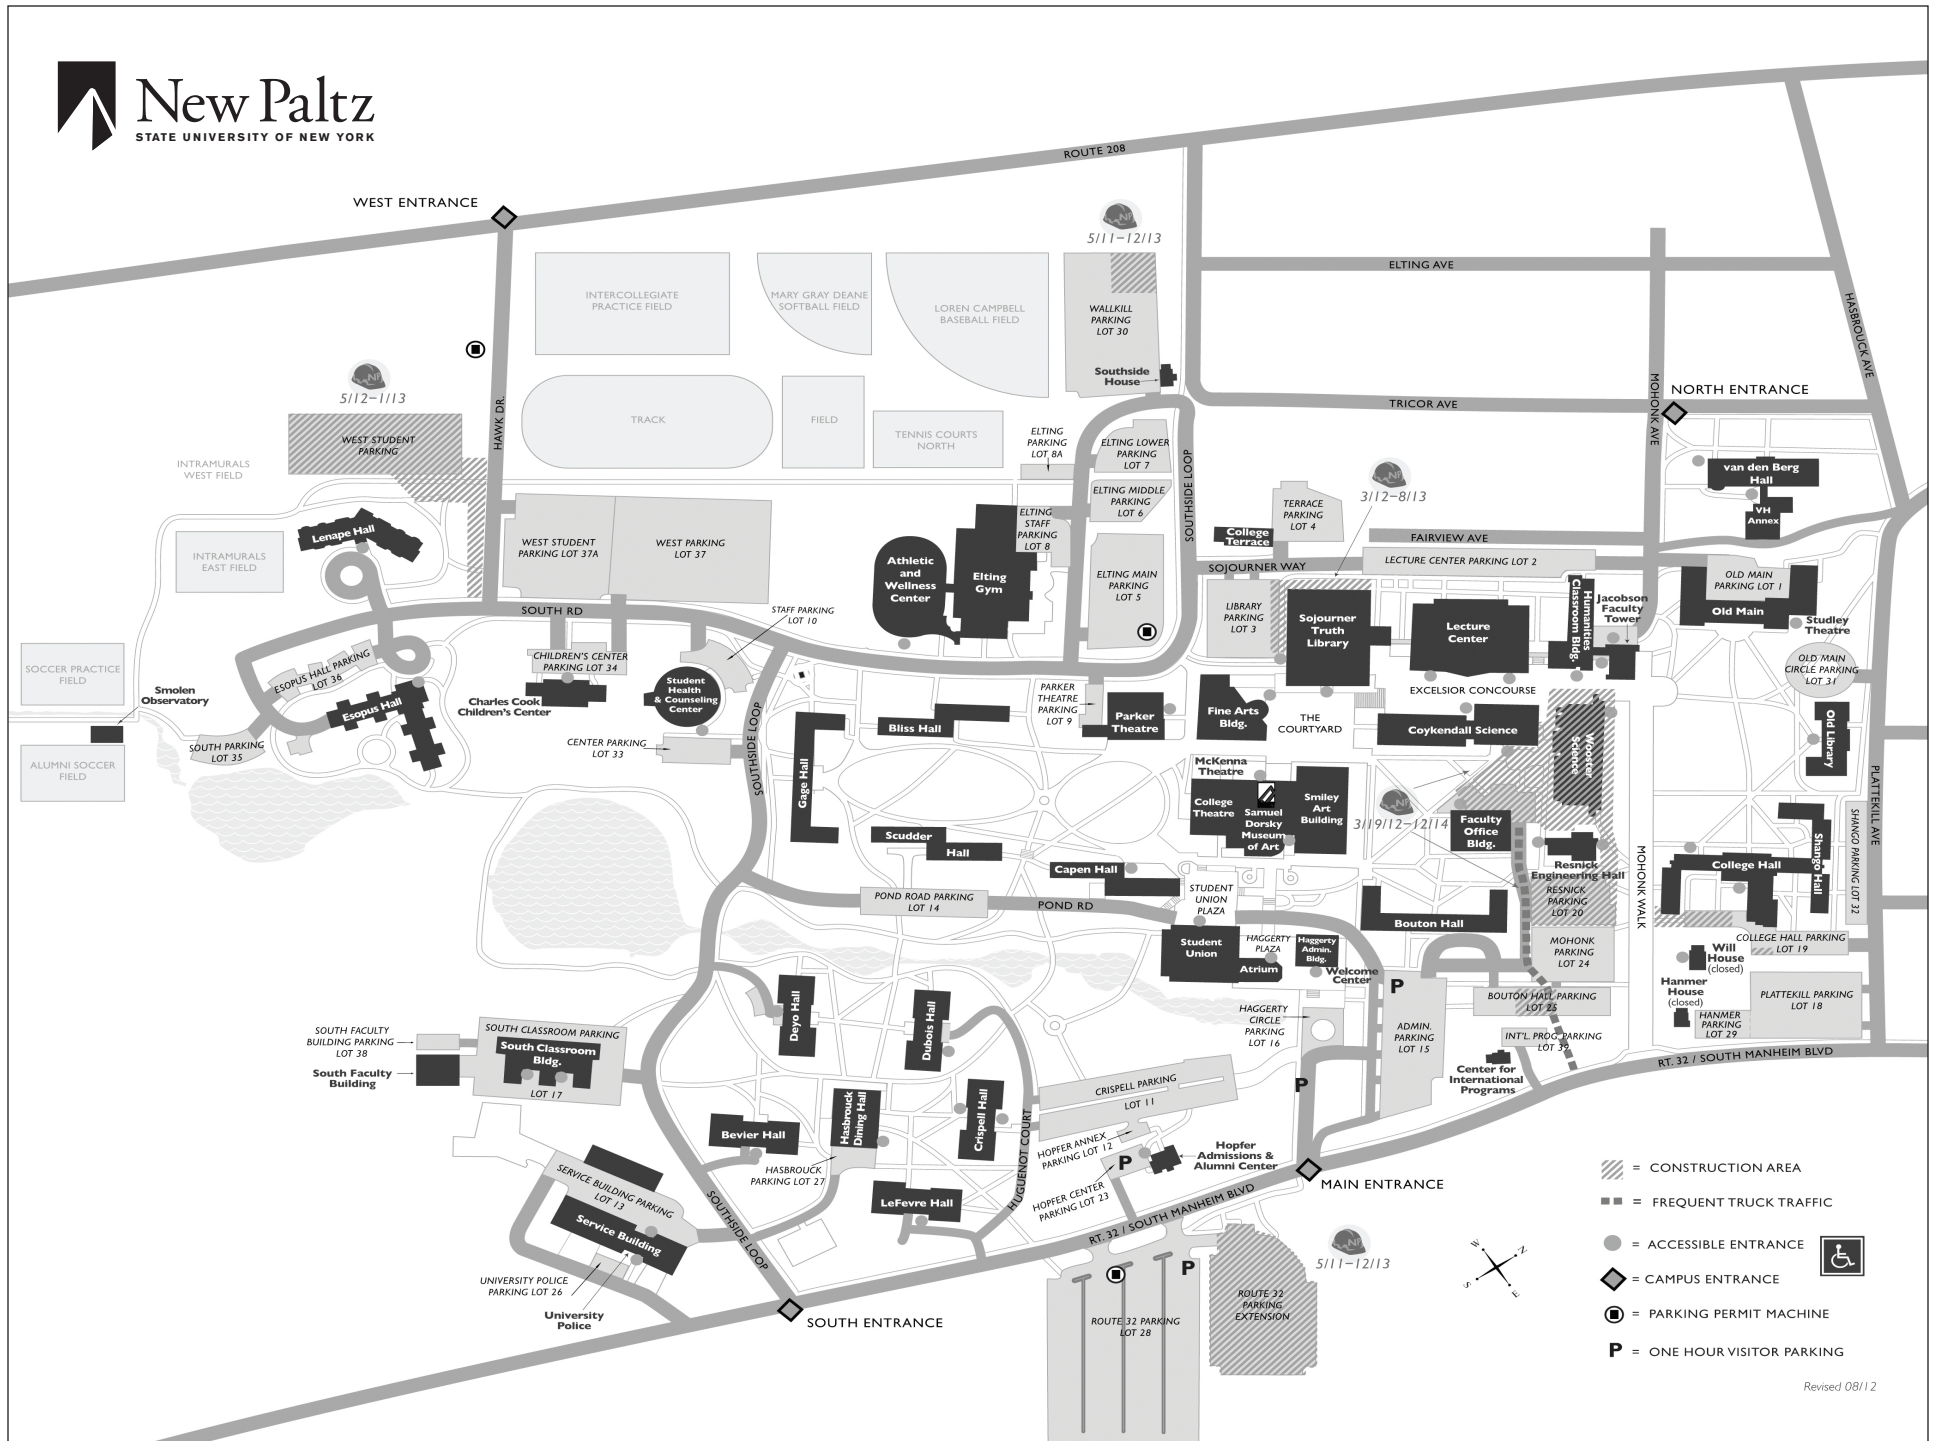 New Paltz
STATE UNIVERSITY OF NEW YORK
ROUTE 208
WEST ENTRANCE
NP
5/11–12/13
ELTING AVE
HASBROUCK AVE
INTERCOLLEGIATE
PRACTICE FIELD
MARY GRAY DEANE
SOFTBALL FIELD
LOREN CAMPBELL
BASEBALL FIELD
WALLKILL
PARKING
LOT 30
Southside
House
NP
5/12–1/13
WEST STUDENT
PARKING
HAWK DR.
TRACK
FIELD
TENNIS COURTS
NORTH
ELTING
PARKING
LOT 8A
ELTING LOWER
PARKING
LOT 7
TRICOR AVE
MOHONK AVE
NORTH ENTRANCE
INTRAMURALS
WEST FIELD
ELTING MIDDLE
PARKING
LOT 6
SOUTHSIDE LOOP
NP
3/12–8/13
TERRACE
PARKING
LOT 4
van den Berg
Hall
VH
Annex
Lenape Hall
INTRAMURALS
EAST FIELD
WEST STUDENT
PARKING LOT 37A
WEST PARKING
LOT 37
Athletic
and
Wellness
Center
Elting
Gym
ELTING
STAFF
PARKING
LOT 8
ELTING MAIN
PARKING
LOT 5
College
Terrace
FAIRVIEW AVE
SOJOURNER WAY
LECTURE CENTER PARKING LOT 2
OLD MAIN
PARKING LOT 1
Old Main
Studley
Theatre
SOUTH RD
STAFF PARKING
LOT 10
LIBRARY
PARKING
LOT 3
Sojourner
Truth
Library
Lecture
Center
Humanities
Classroom Bldg.
Jacobson
Faculty
Tower
SOCCER PRACTICE
FIELD
Smolen
Observatory
ESOPUS HALL PARKING
LOT 36
Esopus Hall
CHILDREN'S CENTER
PARKING LOT 34
Charles Cook
Children's Center
Student
Health
& Counseling
Center
OLD MAIN
CIRCLE PARKING
LOT 31
EXCELSIOR CONCOURSE
PARKER
THEATRE
PARKING
LOT 9
Parker
Theatre
Fine Arts
Bldg.
THE
COURTYARD
Coykendall Science
Wooster
Science
Old Library
SOUTH PARKING
LOT 35
ALUMNI SOCCER
FIELD
CENTER PARKING
LOT 33
SOUTHSIDE LOOP
Gage Hall
Bliss Hall
McKenna
Theatre
College
Theatre
Samuel
Dorsky
Museum
of Art
Smiley
Art
Building
NP
3/19/12–12/14
Faculty
Office
Bldg.
PLATTEKILL AVE
SHANGO PARKING LOT 32
Shango Hall
Scudder
Hall
Capen Hall
Resnick
Engineering Hall
RESNICK
PARKING
LOT 20
MOHONK WALK
College Hall
POND ROAD PARKING
LOT 14
POND RD
STUDENT
UNION
PLAZA
Bouton Hall
Student
Union
HAGGERTY
PLAZA
Atrium
Haggerty
Admin.
Bldg.
Welcome
Center
MOHONK
PARKING
LOT 24
COLLEGE HALL PARKING
LOT 19
Will
House
(closed)
Hanmer
House
(closed)
HANMER
PARKING
LOT 29
PLATTEKILL PARKING
LOT 18
P
BOUTON HALL PARKING
LOT 25
HAGGERTY
CIRCLE
PARKING
LOT 16
ADMIN.
PARKING
LOT 15
INT'L. PROG. PARKING
LOT 39
Center for
International
Programs
RT. 32 / SOUTH MANHEIM BLVD
Deyo Hall
Dubois Hall
SOUTH FACULTY
BUILDING PARKING
LOT 38
South Faculty
Building
SOUTH CLASSROOM PARKING
South Classroom
Bldg.
LOT 17
CRISPELL PARKING
LOT 11
P
Bevier Hall
Hasbrouck
Dining Hall
Crispell Hall
HUGUENOT COURT
HOPFER ANNEX
PARKING LOT 12
P
Hopfer
Admissions &
Alumni Center
HOPFER CENTER
PARKING LOT 23
HASBROUCK
PARKING LOT 27
LeFevre Hall
MAIN ENTRANCE
RT. 32 / SOUTH MANHEIM BLVD
SERVICE BUILDING PARKING
LOT 13
Service Building
SOUTHSIDE LOOP
UNIVERSITY POLICE
PARKING LOT 26
University
Police
SOUTH ENTRANCE
P
ROUTE 32 PARKING
LOT 28
ROUTE 32
PARKING
EXTENSION
NP
5/11–12/13
W
N
S
E
= CONSTRUCTION AREA
= FREQUENT TRUCK TRAFFIC
= ACCESSIBLE ENTRANCE
= CAMPUS ENTRANCE
= PARKING PERMIT MACHINE
P = ONE HOUR VISITOR PARKING
Revised 08/12